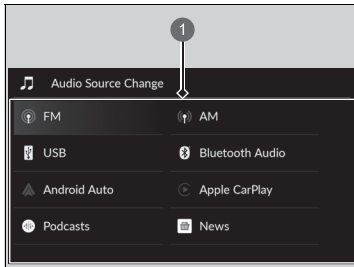 1
Audio Source Change
FM
AM
USB
Bluetooth Audio
Android Auto
Apple CarPlay
Podcasts
News